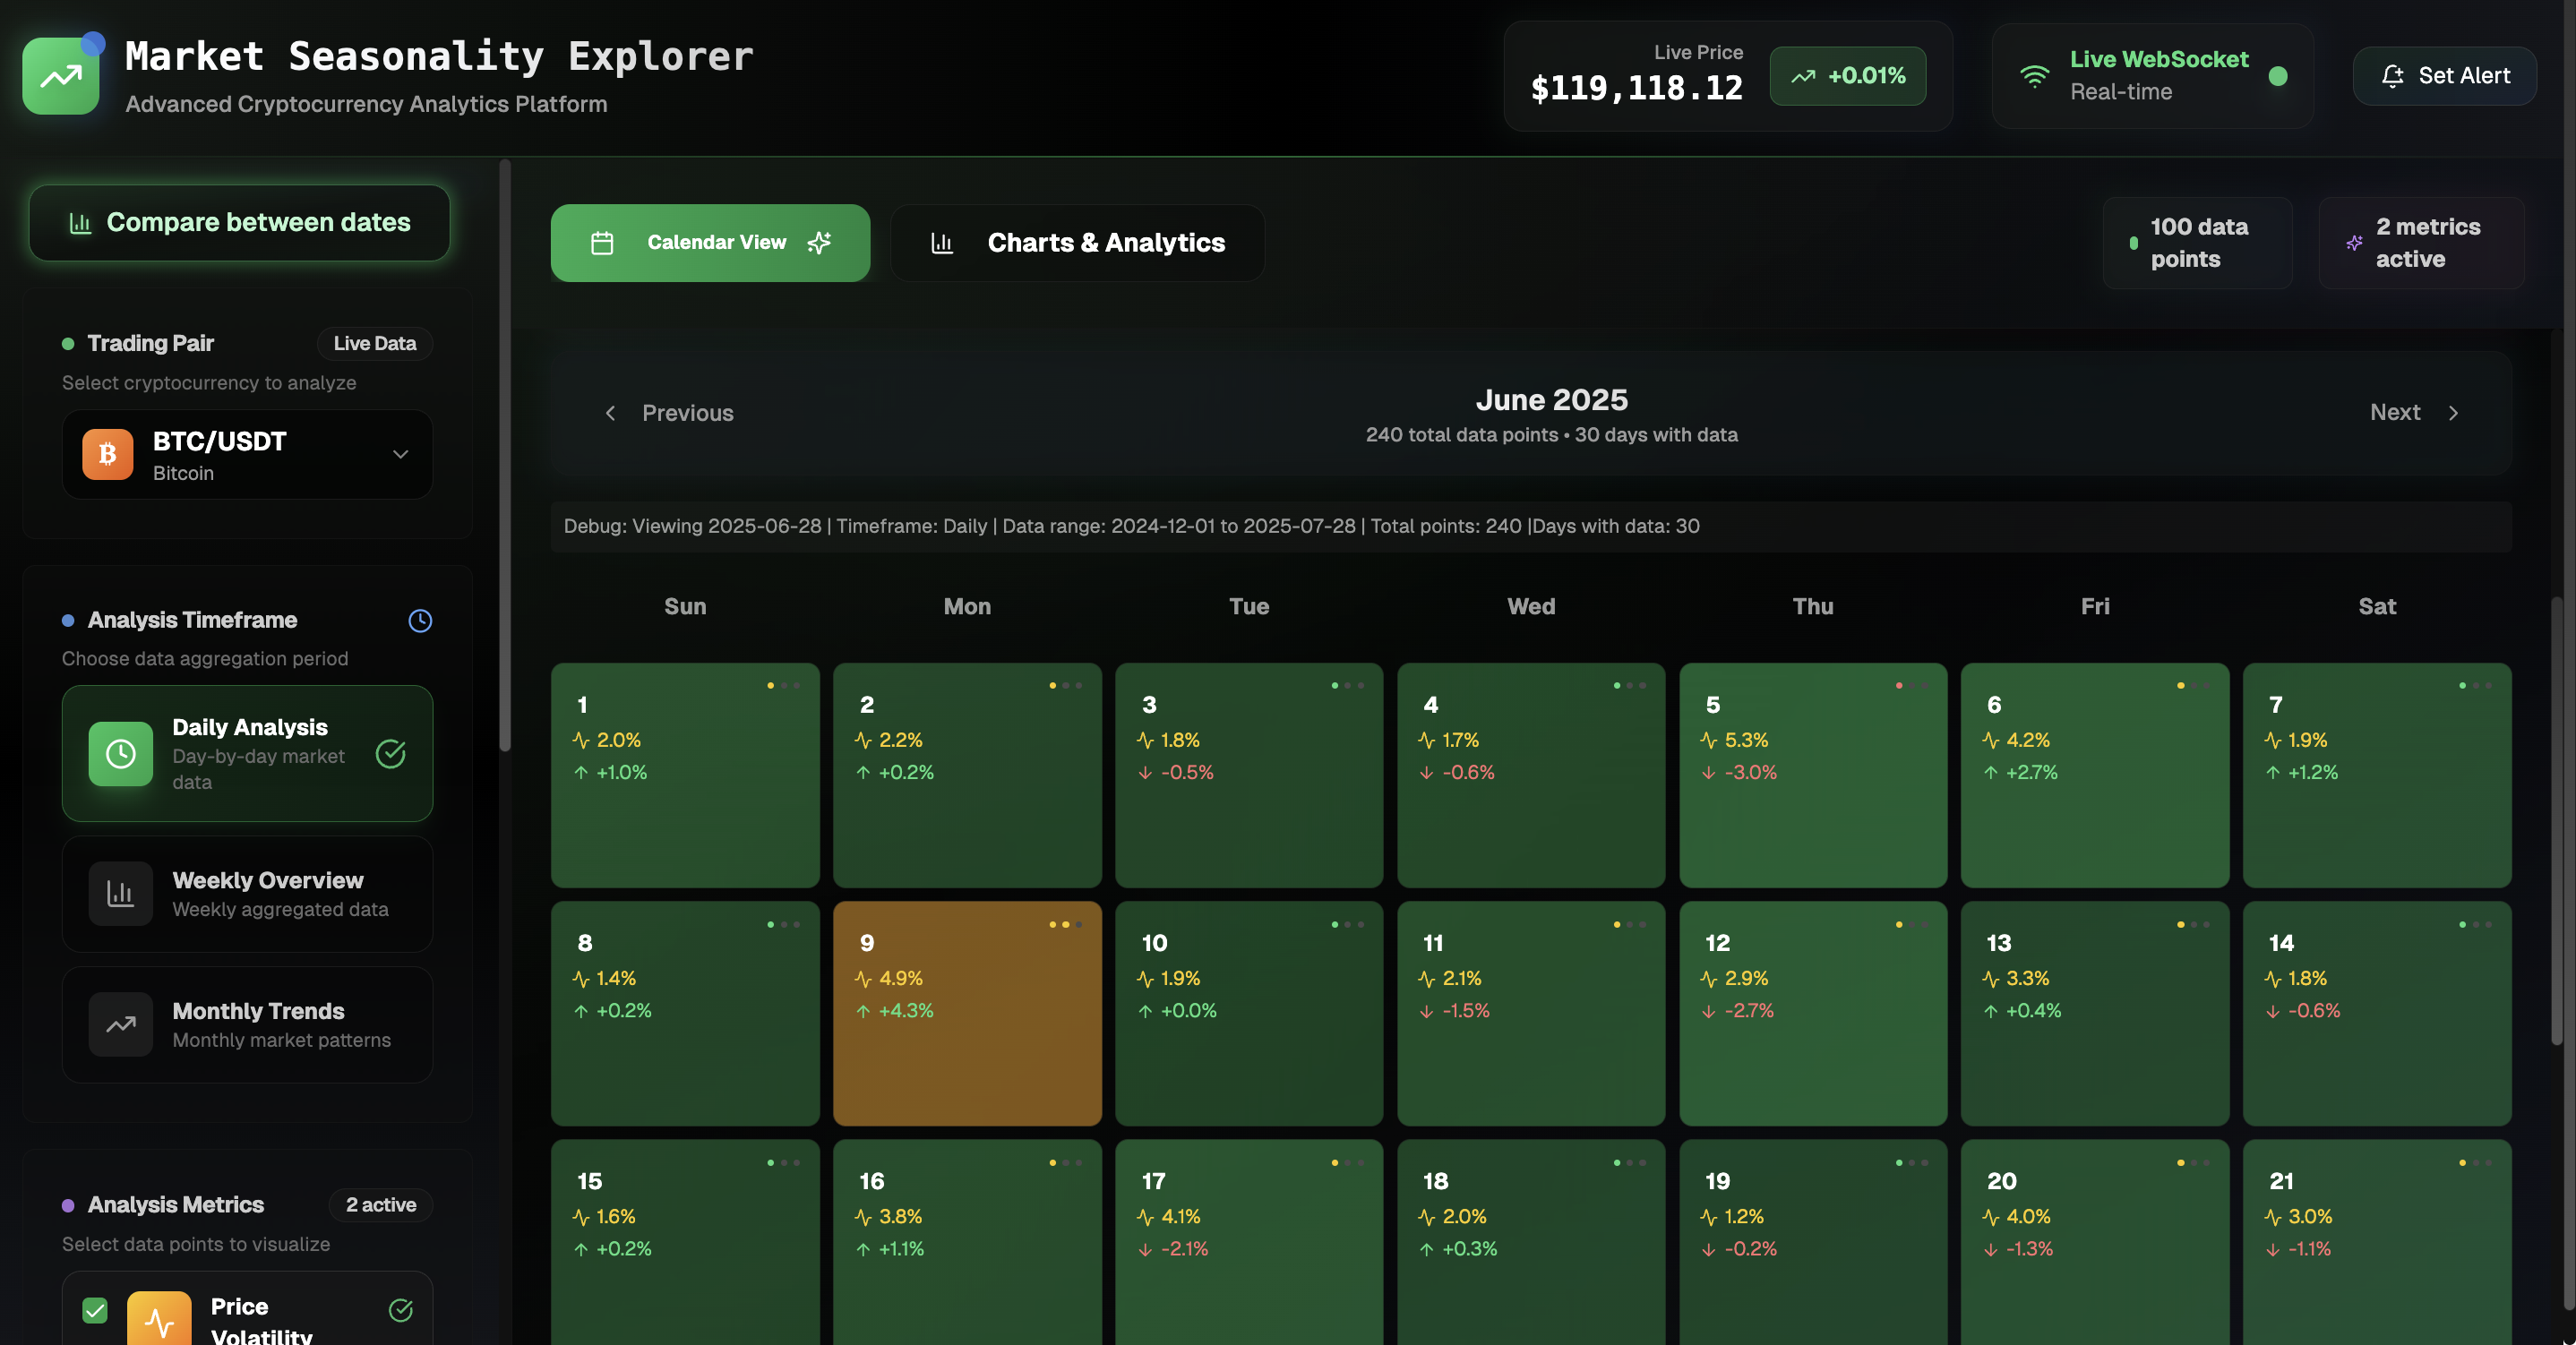 Market Seasonality Explorer
Advanced Cryptocurrency Analytics Platform
Live Price
$119,118.12
+0.01%
Live WebSocket
Real-time
Set Alert
Compare between dates
Trading Pair
Live Data
Select cryptocurrency to analyze
BTC/USDT
Bitcoin
Analysis Timeframe
Choose data aggregation period
Daily Analysis
Day-by-day market
data
Weekly Overview
Weekly aggregated data
Monthly Trends
Monthly market patterns
Analysis Metrics
2 active
Select data points to visualize
Price
Volatility
Calendar View
Charts & Analytics
100 data
points
2 metrics
active
Previous
June 2025
240 total data points • 30 days with data
Next
Debug: Viewing 2025-06-28 | Timeframe: Daily | Data range: 2024-12-01 to 2025-07-28 | Total points: 240 |Days with data: 30
Sun Mon Tue Wed Thu Fri Sat
1
2.0%
+1.0%
2
2.2%
+0.2%
3
1.8%
-0.5%
4
1.7%
-0.6%
5
5.3%
-3.0%
6
4.2%
+2.7%
7
1.9%
+1.2%
8
1.4%
+0.2%
9
4.9%
+4.3%
10
1.9%
+0.0%
11
2.1%
-1.5%
12
2.9%
-2.7%
13
3.3%
+0.4%
14
1.8%
-0.6%
15
1.6%
+0.2%
16
3.8%
+1.1%
17
4.1%
-2.1%
18
2.0%
+0.3%
19
1.2%
-0.2%
20
4.0%
-1.3%
21
3.0%
-1.1%